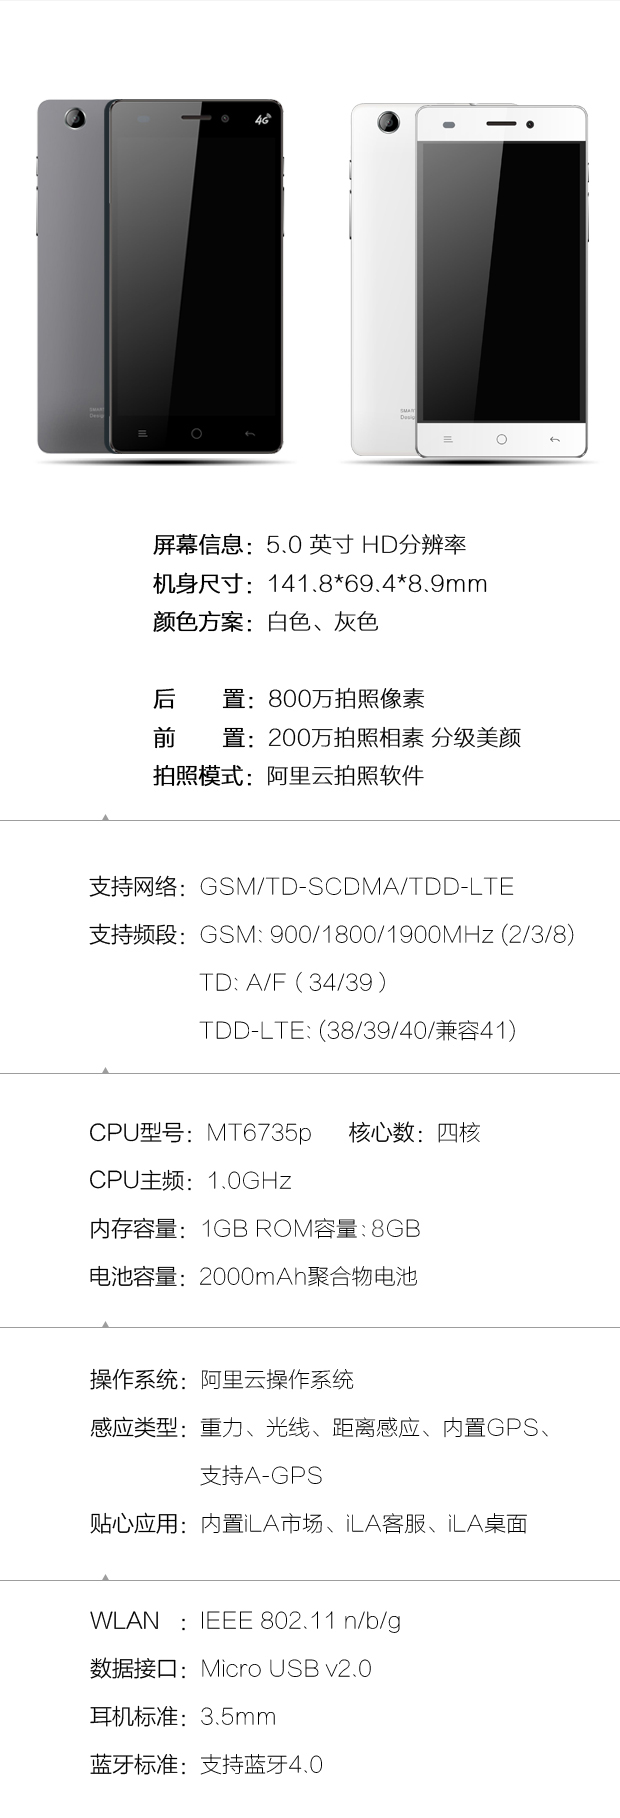 4G
SMART
屏幕信息：5.0 英寸 HD分辨率
机身尺寸：141.8*69.4*8.9mm
颜色方案：白色、灰色
后 置：800万拍照像素
前 置：200万拍照相素 分级美颜
拍照模式：阿里云拍照软件
支持网络：GSM/TD-SCDMA/TDD-LTE
支持频段：GSM: 900/1800/1900MHz (2/3/8)
TD: A/F（34/39）
TDD-LTE: (38/39/40/兼容41)
CPU型号：MT6735p 核心数：四核
CPU主频：1.0GHz
内存容量：1GB ROM容量:8GB
电池容量：2000mAh聚合物电池
操作系统：阿里云操作系统
感应类型：重力、光线、距离感应、内置GPS、
支持A-GPS
贴心应用：内置iLA市场、iLA客服、iLA桌面
WLAN ：IEEE 802.11 n/b/g
数据接口：Micro USB v2.0
耳机标准：3.5mm
蓝牙标准：支持蓝牙4.0